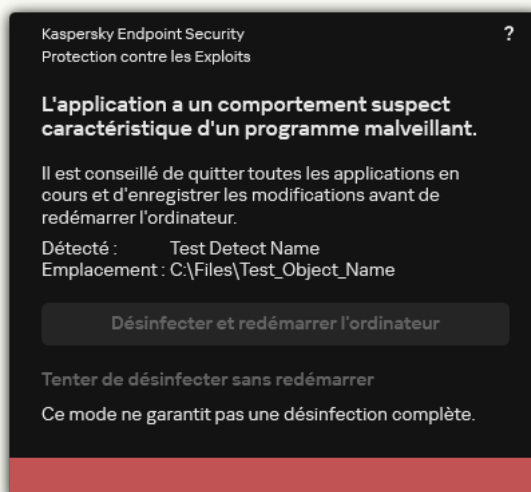 Kaspersky Endpoint Security
?
Protection contre les Exploits
L'application a un comportement suspect
caractéristique d'un programme malveillant.
Il est conseillé de quitter toutes les applications en
cours et d'enregistrer les modifications avant de
redémarrer l'ordinateur.
Détecté : Test Detect Name
Emplacement : C:\Files\Test_Object_Name
Désinfecter et redémarrer l'ordinateur
Tenter de désinfecter sans redémarrer
Ce mode ne garantit pas une désinfection complète.